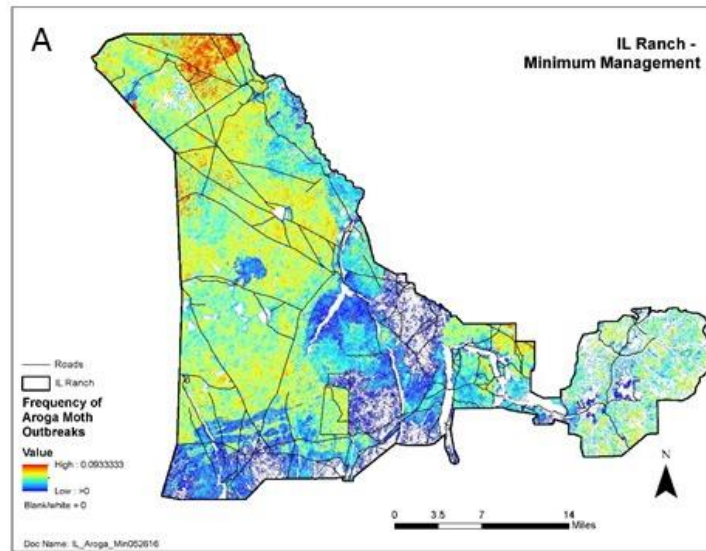 A
IL Ranch -
Minimum Management
Roads
IL Ranch
Frequency of
Aroga Moth
Outbreaks
Value
High : 0.0933333
Low : >0
Blank/white = 0
N
0 3.5 7 14
Miles
Doc Name: IL_Aroga_Min052616